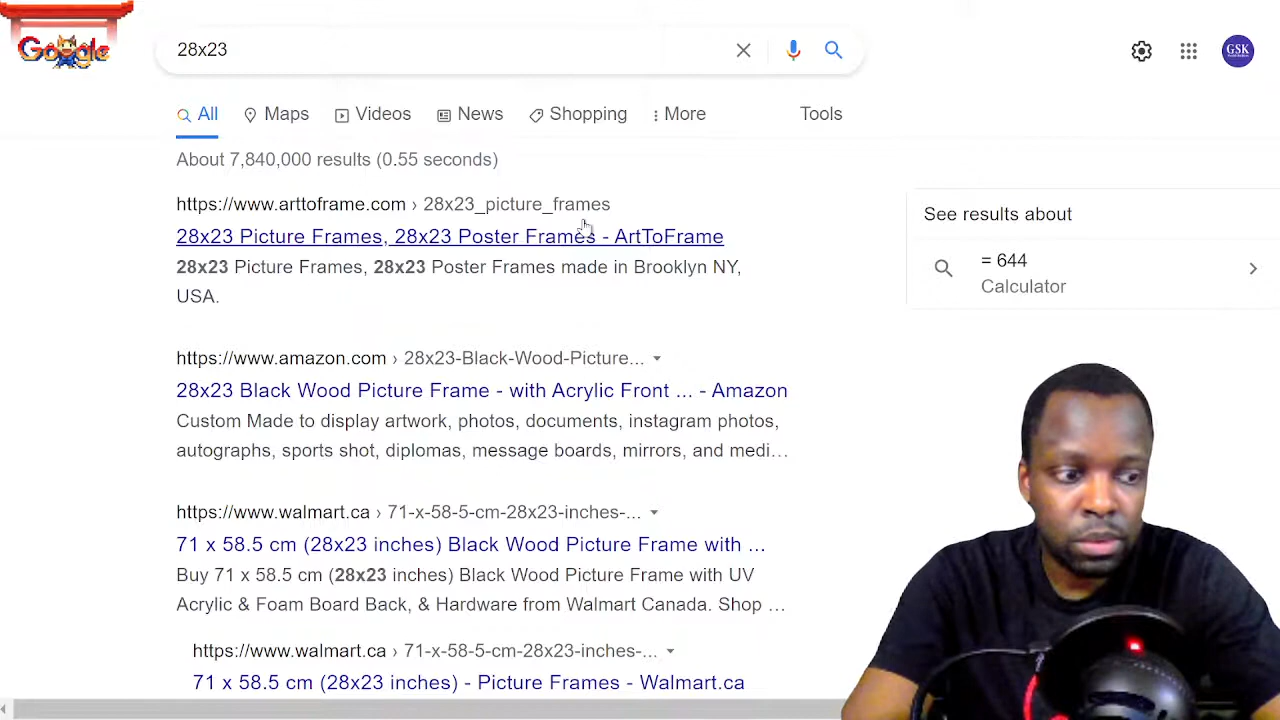 Google
28x23
GSK
All Maps Videos News Shopping More Tools
About 7,840,000 results (0.55 seconds)
https://www.arttoframe.com › 28x23_picture_frames
28x23 Picture Frames, 28x23 Poster Frames - ArtToFrame
28x23 Picture Frames, 28x23 Poster Frames made in Brooklyn NY,
USA.
https://www.amazon.com › 28x23-Black-Wood-Picture...
28x23 Black Wood Picture Frame - with Acrylic Front ... - Amazon
Custom Made to display artwork, photos, documents, instagram photos,
autographs, sports shot, diplomas, message boards, mirrors, and medi...
https://www.walmart.ca › 71-x-58-5-cm-28x23-inches-...
71 x 58.5 cm (28x23 inches) Black Wood Picture Frame with ...
Buy 71 x 58.5 cm (28x23 inches) Black Wood Picture Frame with UV
Acrylic & Foam Board Back, & Hardware from Walmart Canada. Shop ...
https://www.walmart.ca › 71-x-58-5-cm-28x23-inches-...
71 x 58.5 cm (28x23 inches) - Picture Frames - Walmart.ca
See results about
= 644
Calculator